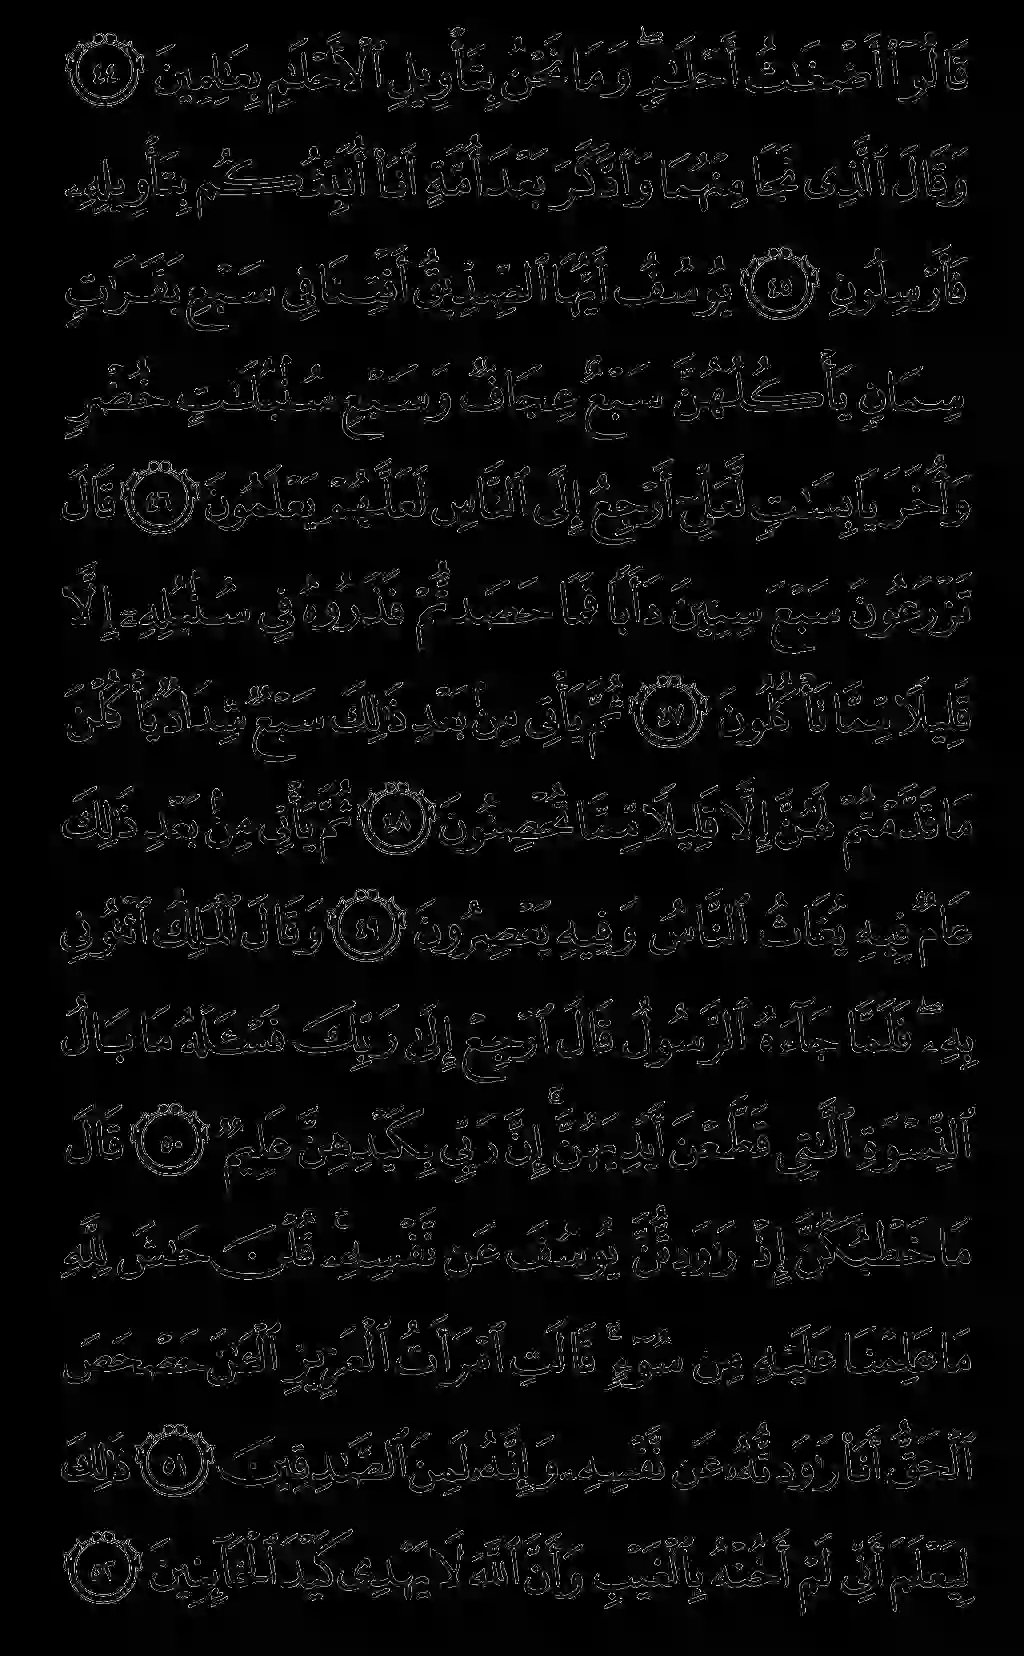 قَالُوٓا۟ أَضْغَـٰثُ أَحْلَـٰمٍ ۖ وَمَا نَحْنُ بِتَأْوِيلِ ٱلْأَحْلَـٰمِ بِعَـٰلِمِينَ ٤٤
وَقَالَ ٱلَّذِى نَجَا مِنْهُمَا وَٱدَّكَرَ بَعْدَ أُمَّةٍ أَنَا۠ أُنَبِّئُكُم بِتَأْوِيلِهِۦ
فَأَرْسِلُونِ ٤٥ يُوسُفُ أَيُّهَا ٱلصِّدِّيقُ أَفْتِنَا فِى سَبْعِ بَقَرَٰتٍ
سِمَانٍ يَأْكُلُهُنَّ سَبْعٌ عِجَافٌ وَسَبْعِ سُنۢبُلَـٰتٍ خُضْرٍ
وَأُخَرَ يَابِسَـٰتٍ لَّعَلِّىٓ أَرْجِعُ إِلَى ٱلنَّاسِ لَعَلَّهُمْ يَعْلَمُونَ ٤٦ قَالَ
تَزْرَعُونَ سَبْعَ سِنِينَ دَأَبًا فَمَا حَصَدتُّمْ فَذَرُوهُ فِى سُنۢبُلِهِۦٓ إِلَّا
قَلِيلًا مِّمَّا تَأْكُلُونَ ٤٧ ثُمَّ يَأْتِى مِنۢ بَعْدِ ذَٰلِكَ سَبْعٌ شِدَادٌ يَأْكُلْنَ
مَا قَدَّمْتُمْ لَهُنَّ إِلَّا قَلِيلًا مِّمَّا تُحْصِنُونَ ٤٨ ثُمَّ يَأْتِى مِنۢ بَعْدِ ذَٰلِكَ
عَامٌ فِيهِ يُغَاثُ ٱلنَّاسُ وَفِيهِ يَعْصِرُونَ ٤٩ وَقَالَ ٱلْمَلِكُ ٱئْتُونِى
بِهِۦ ۖ فَلَمَّا جَآءَهُ ٱلرَّسُولُ قَالَ ٱرْجِعْ إِلَىٰ رَبِّكَ فَسْـَٔلْهُ مَا بَالُ
ٱلنِّسْوَةِ ٱلَّـٰتِى قَطَّعْنَ أَيْدِيَهُنَّ ۚ إِنَّ رَبِّى بِكَيْدِهِنَّ عَلِيمٌ ٥٠ قَالَ
مَا خَطْبُكُنَّ إِذْ رَٰوَدتُّنَّ يُوسُفَ عَن نَّفْسِهِۦ ۚ قُلْنَ حَـٰشَ لِلَّهِ
مَا عَلِمْنَا عَلَيْهِ مِن سُوٓءٍ ۚ قَالَتِ ٱمْرَأَتُ ٱلْعَزِيزِ ٱلْـَٔـٰنَ حَصْحَصَ
ٱلْحَقُّ أَنَا۠ رَٰوَدتُّهُۥ عَن نَّفْسِهِۦ وَإِنَّهُۥ لَمِنَ ٱلصَّـٰدِقِينَ ٥١ ذَٰلِكَ
لِيَعْلَمَ أَنِّى لَمْ أَخُنْهُ بِٱلْغَيْبِ وَأَنَّ ٱللَّهَ لَا يَهْدِى كَيْدَ ٱلْخَآئِنِينَ ٥٢